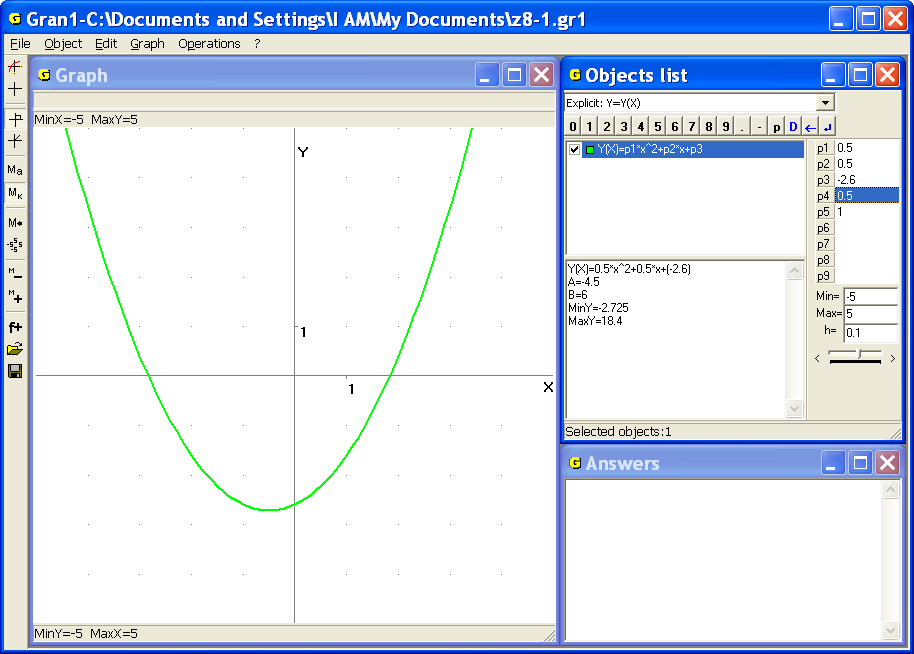 Gran1-C:\Documents and Settings\I AM\My Documents\z8-1.gr1
File Object Edit Graph Operations ?
Graph
MinX=-5 MaxY=5
Y
1
1
X
MinY=-5 MaxX=5
Ma
Mк
M
M
M
f+
Objects list
Explicit: Y=Y(X)
0 1 2 3 4 5 6 7 8 9 . - p D ← ↲
Y(X)=p1*x^2+p2*x+p3
p1 0.5
p2 0.5
p3 -2.6
p4 0.5
p5 1
p6
p7
p8
p9
Y(X)=0.5*x^2+0.5*x+(-2.6)
A=-4.5
B=6
MinY=-2.725
MaxY=18.4
Min= -5
Max= 5
h= 0.1
< >
Selected objects:1
Answers